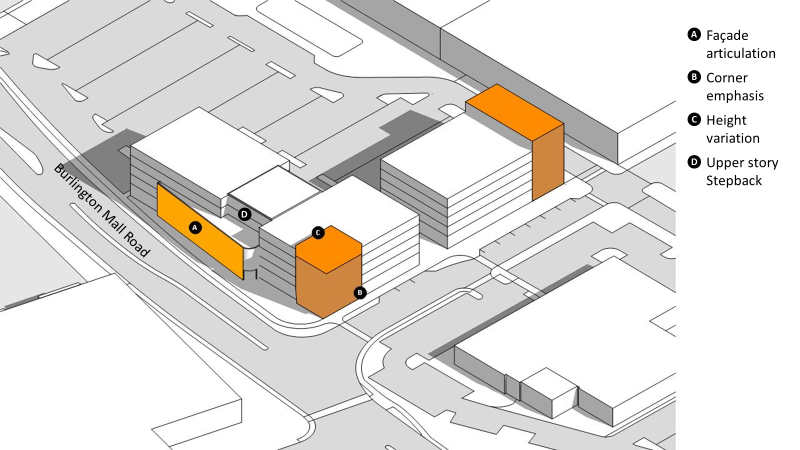 A Façade
articulation
B Corner
emphasis
C Height
variation
D Upper story
Stepback
Burlington Mall Road
A
D
C
B